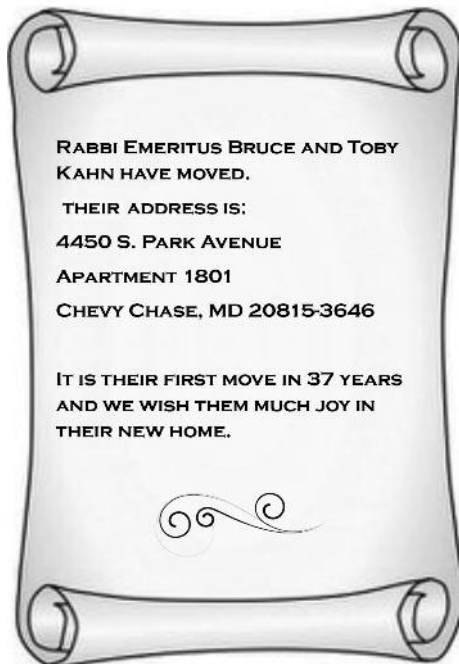 RABBI EMERITUS BRUCE AND TOBY
KAHN HAVE MOVED.
THEIR ADDRESS IS:
4450 S. PARK AVENUE
APARTMENT 1801
CHEVY CHASE, MD 20815-3646
IT IS THEIR FIRST MOVE IN 37 YEARS
AND WE WISH THEM MUCH JOY IN
THEIR NEW HOME.